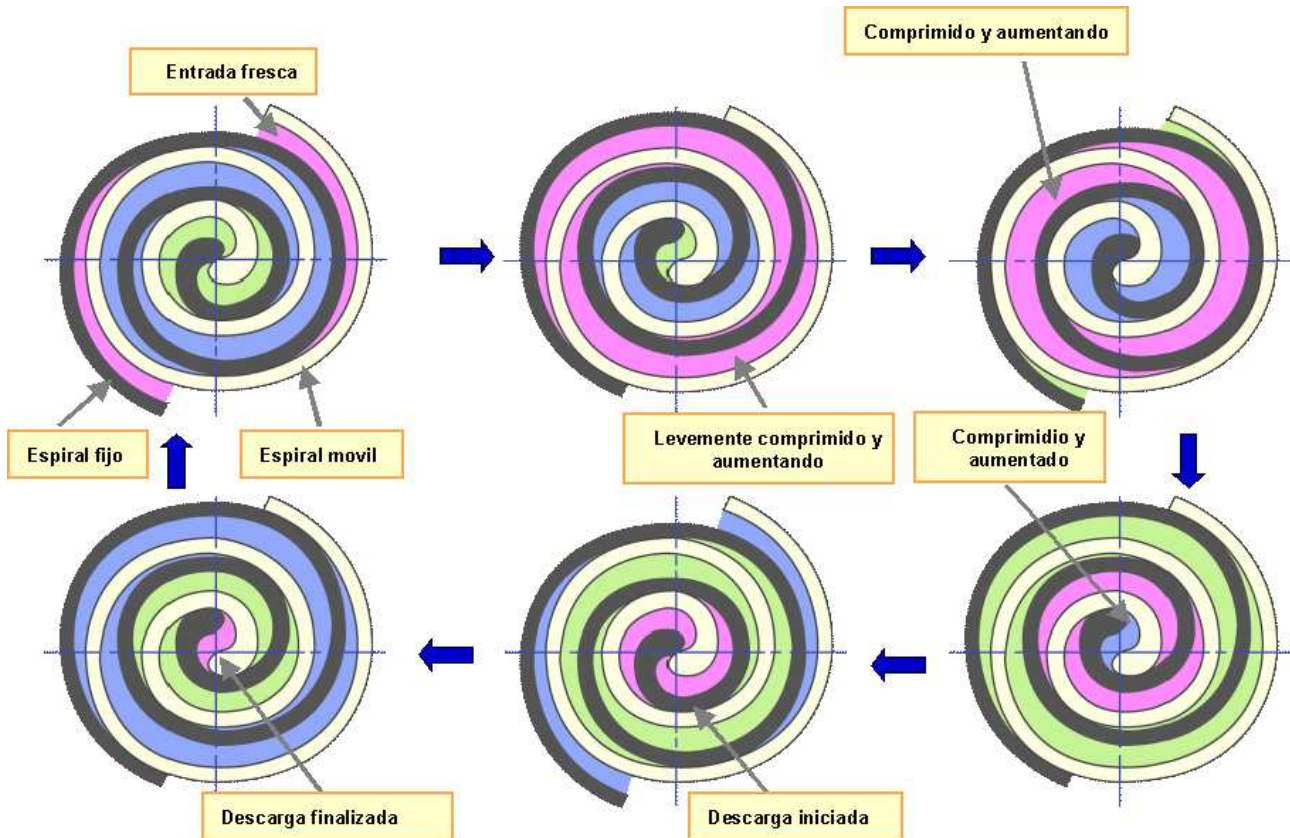 Comprimido y aumentando
Entrada fresca
Espiral fijo
Espiral movil
Levemente comprimido y
aumentando
Comprimidio y
aumentado
Descarga finalizada
Descarga iniciada